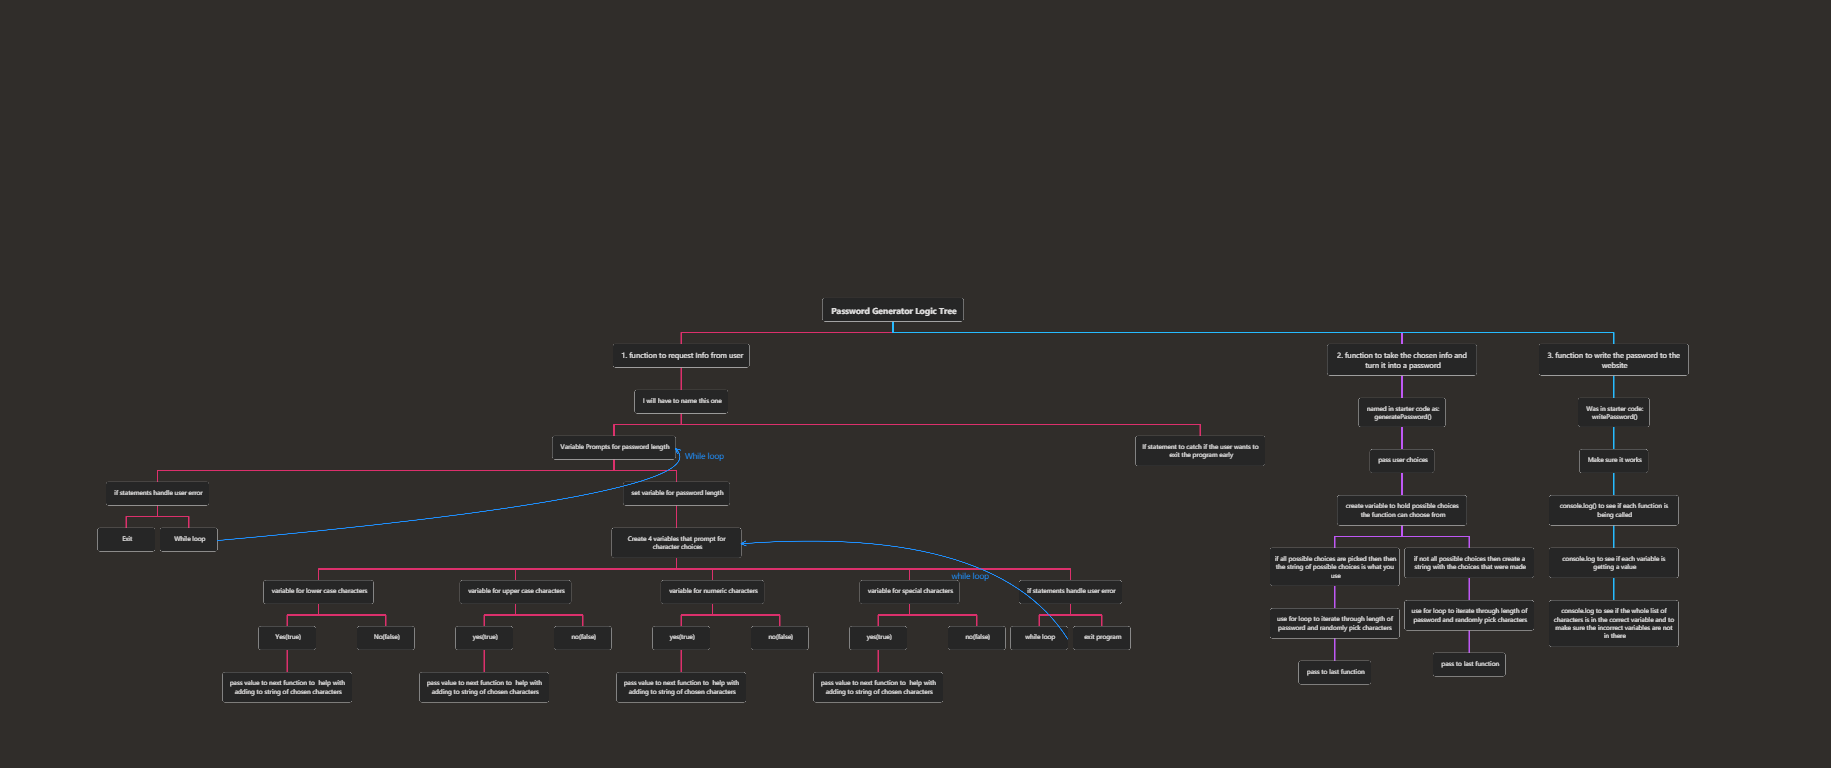 Password Generator Logic Tree
1. function to request Info from user
2. function to take the chosen info and
turn it into a password
3. function to write the password to the
website
I will have to name this one
named in starter code as:
generatePassword()
Was in starter code:
writePassword()
Variable Prompts for password length
While loop
If statement to catch if the user wants to
exit the program early
pass user choices
Make sure it works
if statements handle user error
set variable for password length
create variable to hold possible choices
the function can choose from
console.log() to see if each function is
being called
Exit
While loop
Create 4 variables that prompt for
character choices
while loop
if all possible choices are picked then then
the string of possible choices is what you
use
if not all possible choices then create a
string with the choices that were made
console.log to see if each variable is
getting a value
variable for lower case characters
variable for upper case characters
variable for numeric characters
variable for special characters
if statements handle user error
use for loop to iterate through length of
password and randomly pick characters
use for loop to iterate through length of
password and randomly pick characters
console.log to see if the whole list of
characters is in the correct variable and to
make sure the incorrect variables are not
in there
Yes(true)
No(false)
yes(true)
no(false)
yes(true)
no(false)
yes(true)
no(false)
while loop
exit program
pass to last function
pass to last function
pass value to next function to  help with
adding to string of chosen characters
pass value to next function to  help with
adding to string of chosen characters
pass value to next function to  help with
adding to string of chosen characters
pass value to next function to  help with
adding to string of chosen characters